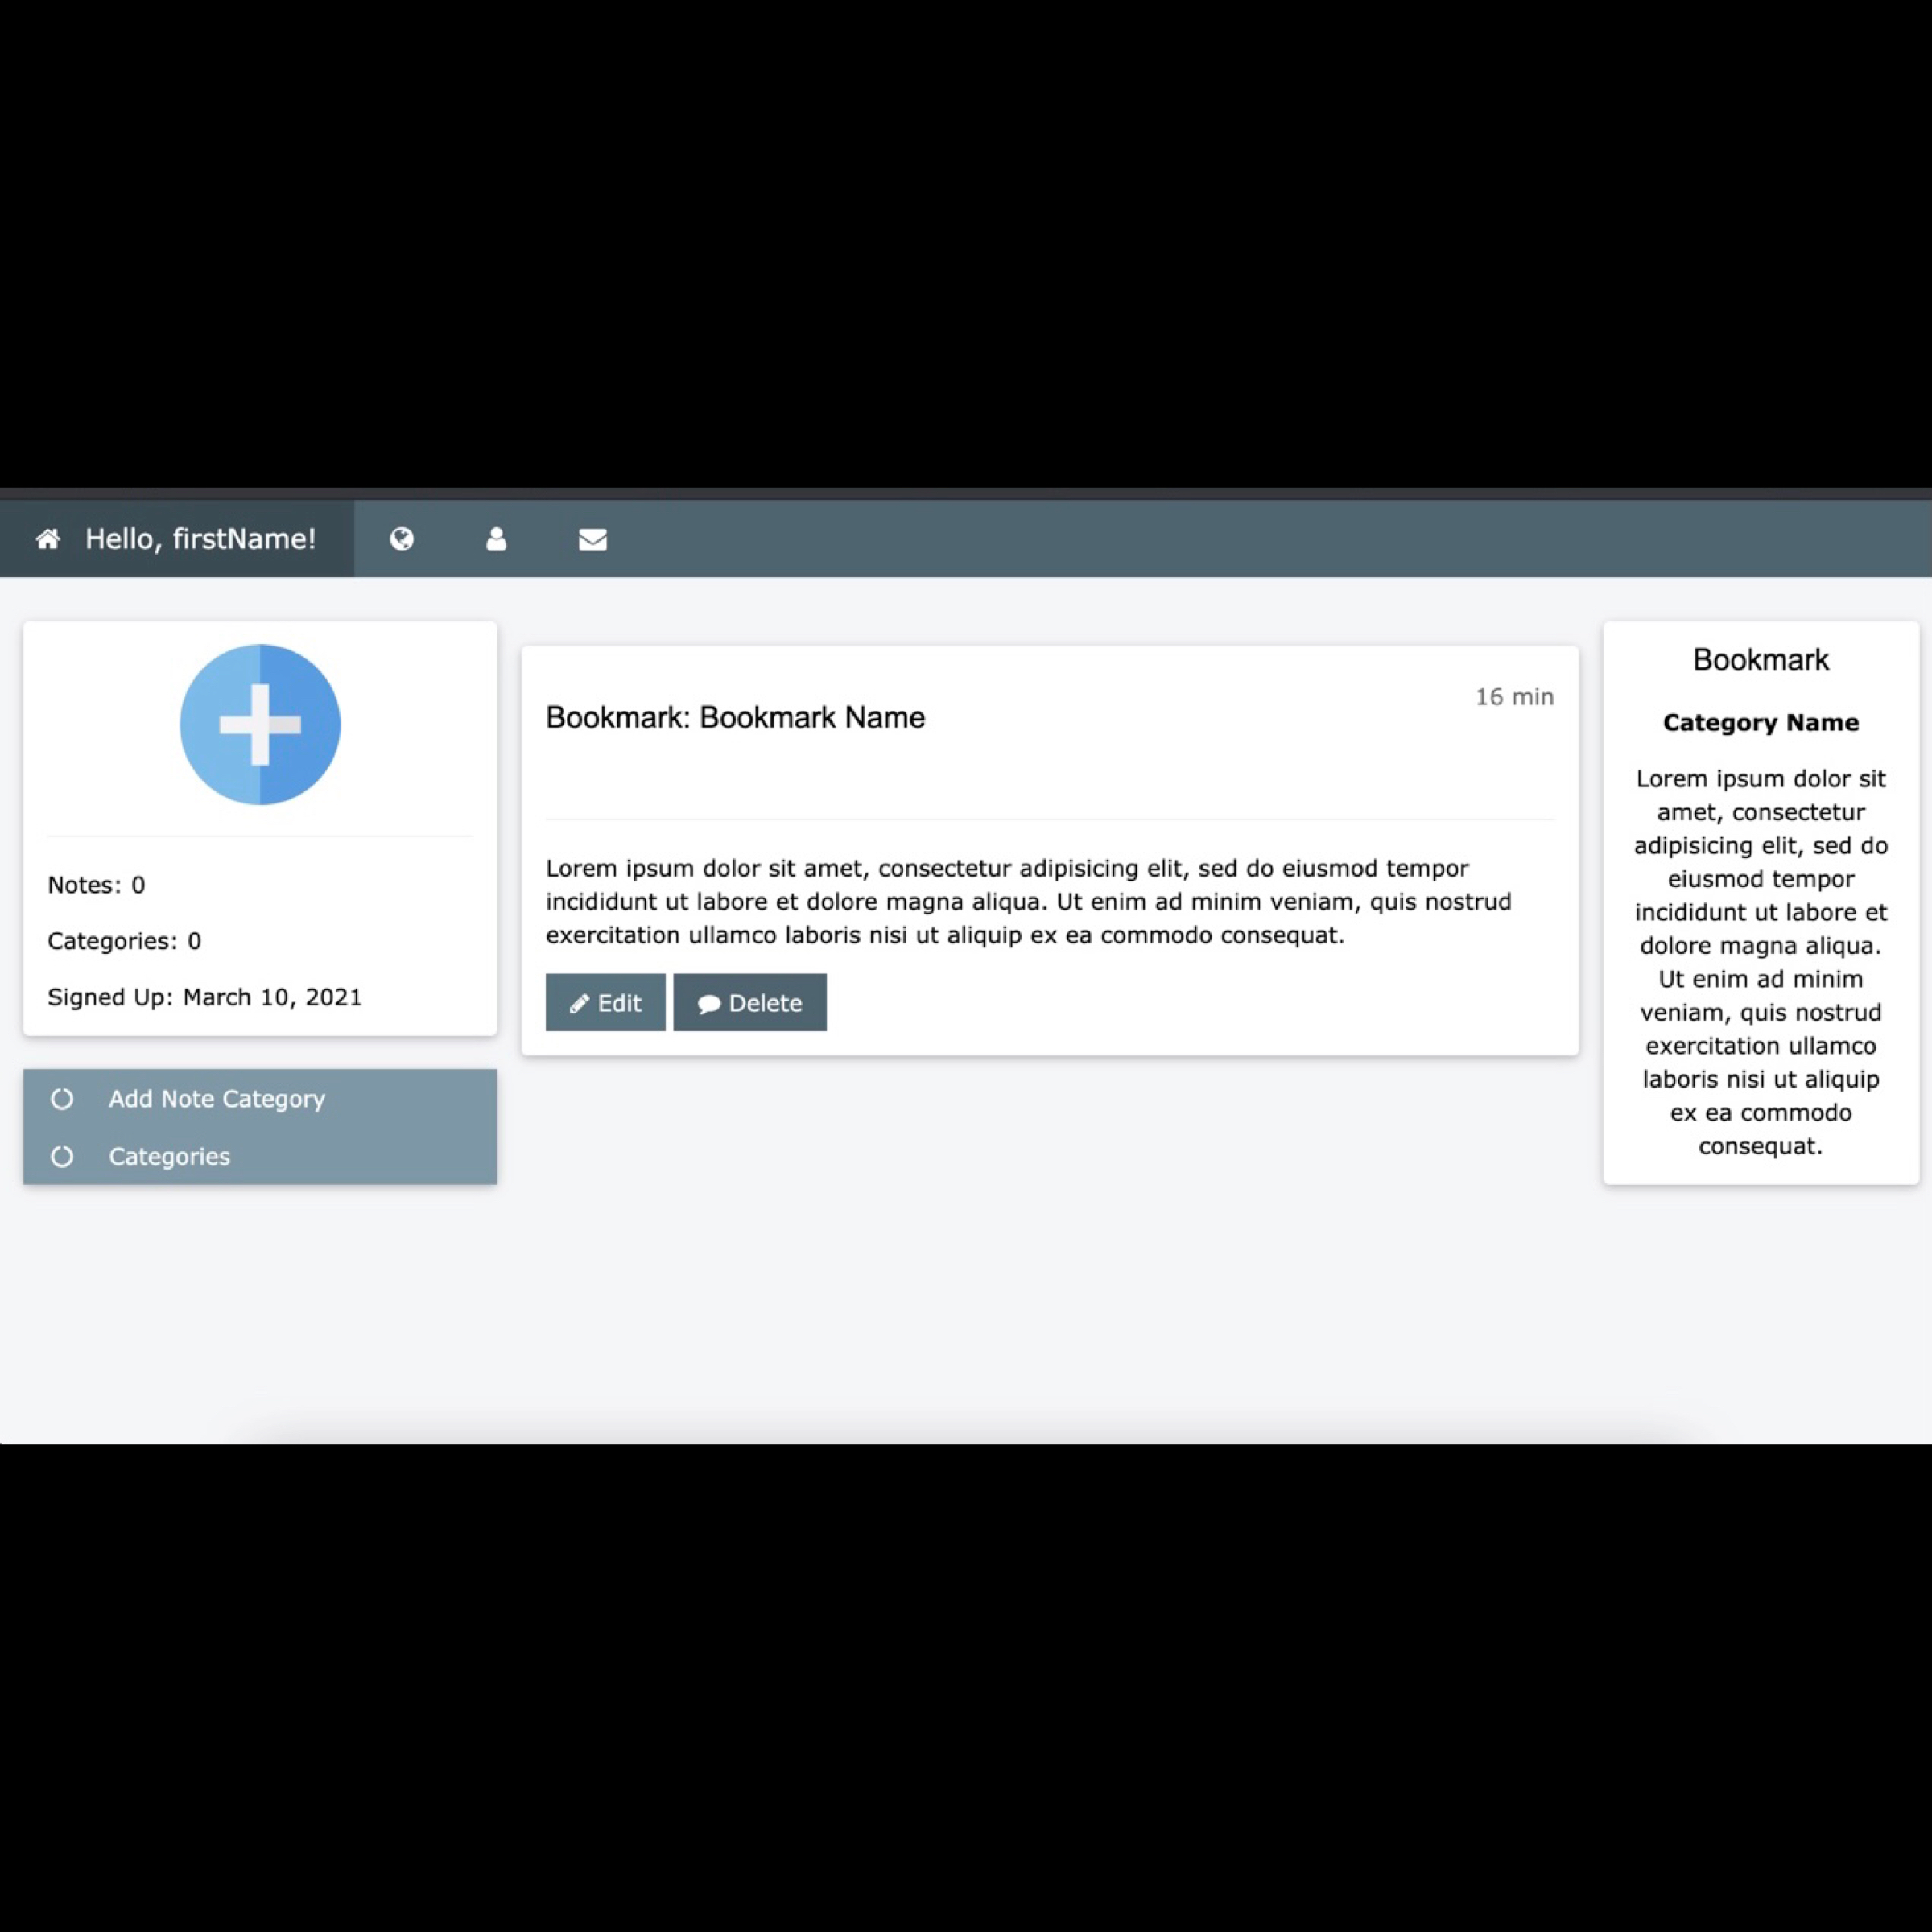 Hello, firstName!
Notes: 0
Categories: 0
Signed Up: March 10, 2021
Add Note Category
Categories
Bookmark: Bookmark Name
16 min
Lorem ipsum dolor sit amet, consectetur adipisicing elit, sed do eiusmod tempor
incididunt ut labore et dolore magna aliqua. Ut enim ad minim veniam, quis nostrud
exercitation ullamco laboris nisi ut aliquip ex ea commodo consequat.
Edit
Delete
Bookmark
Category Name
Lorem ipsum dolor sit
amet, consectetur
adipisicing elit, sed do
eiusmod tempor
incididunt ut labore et
dolore magna aliqua.
Ut enim ad minim
veniam, quis nostrud
exercitation ullamco
laboris nisi ut aliquip
ex ea commodo
consequat.